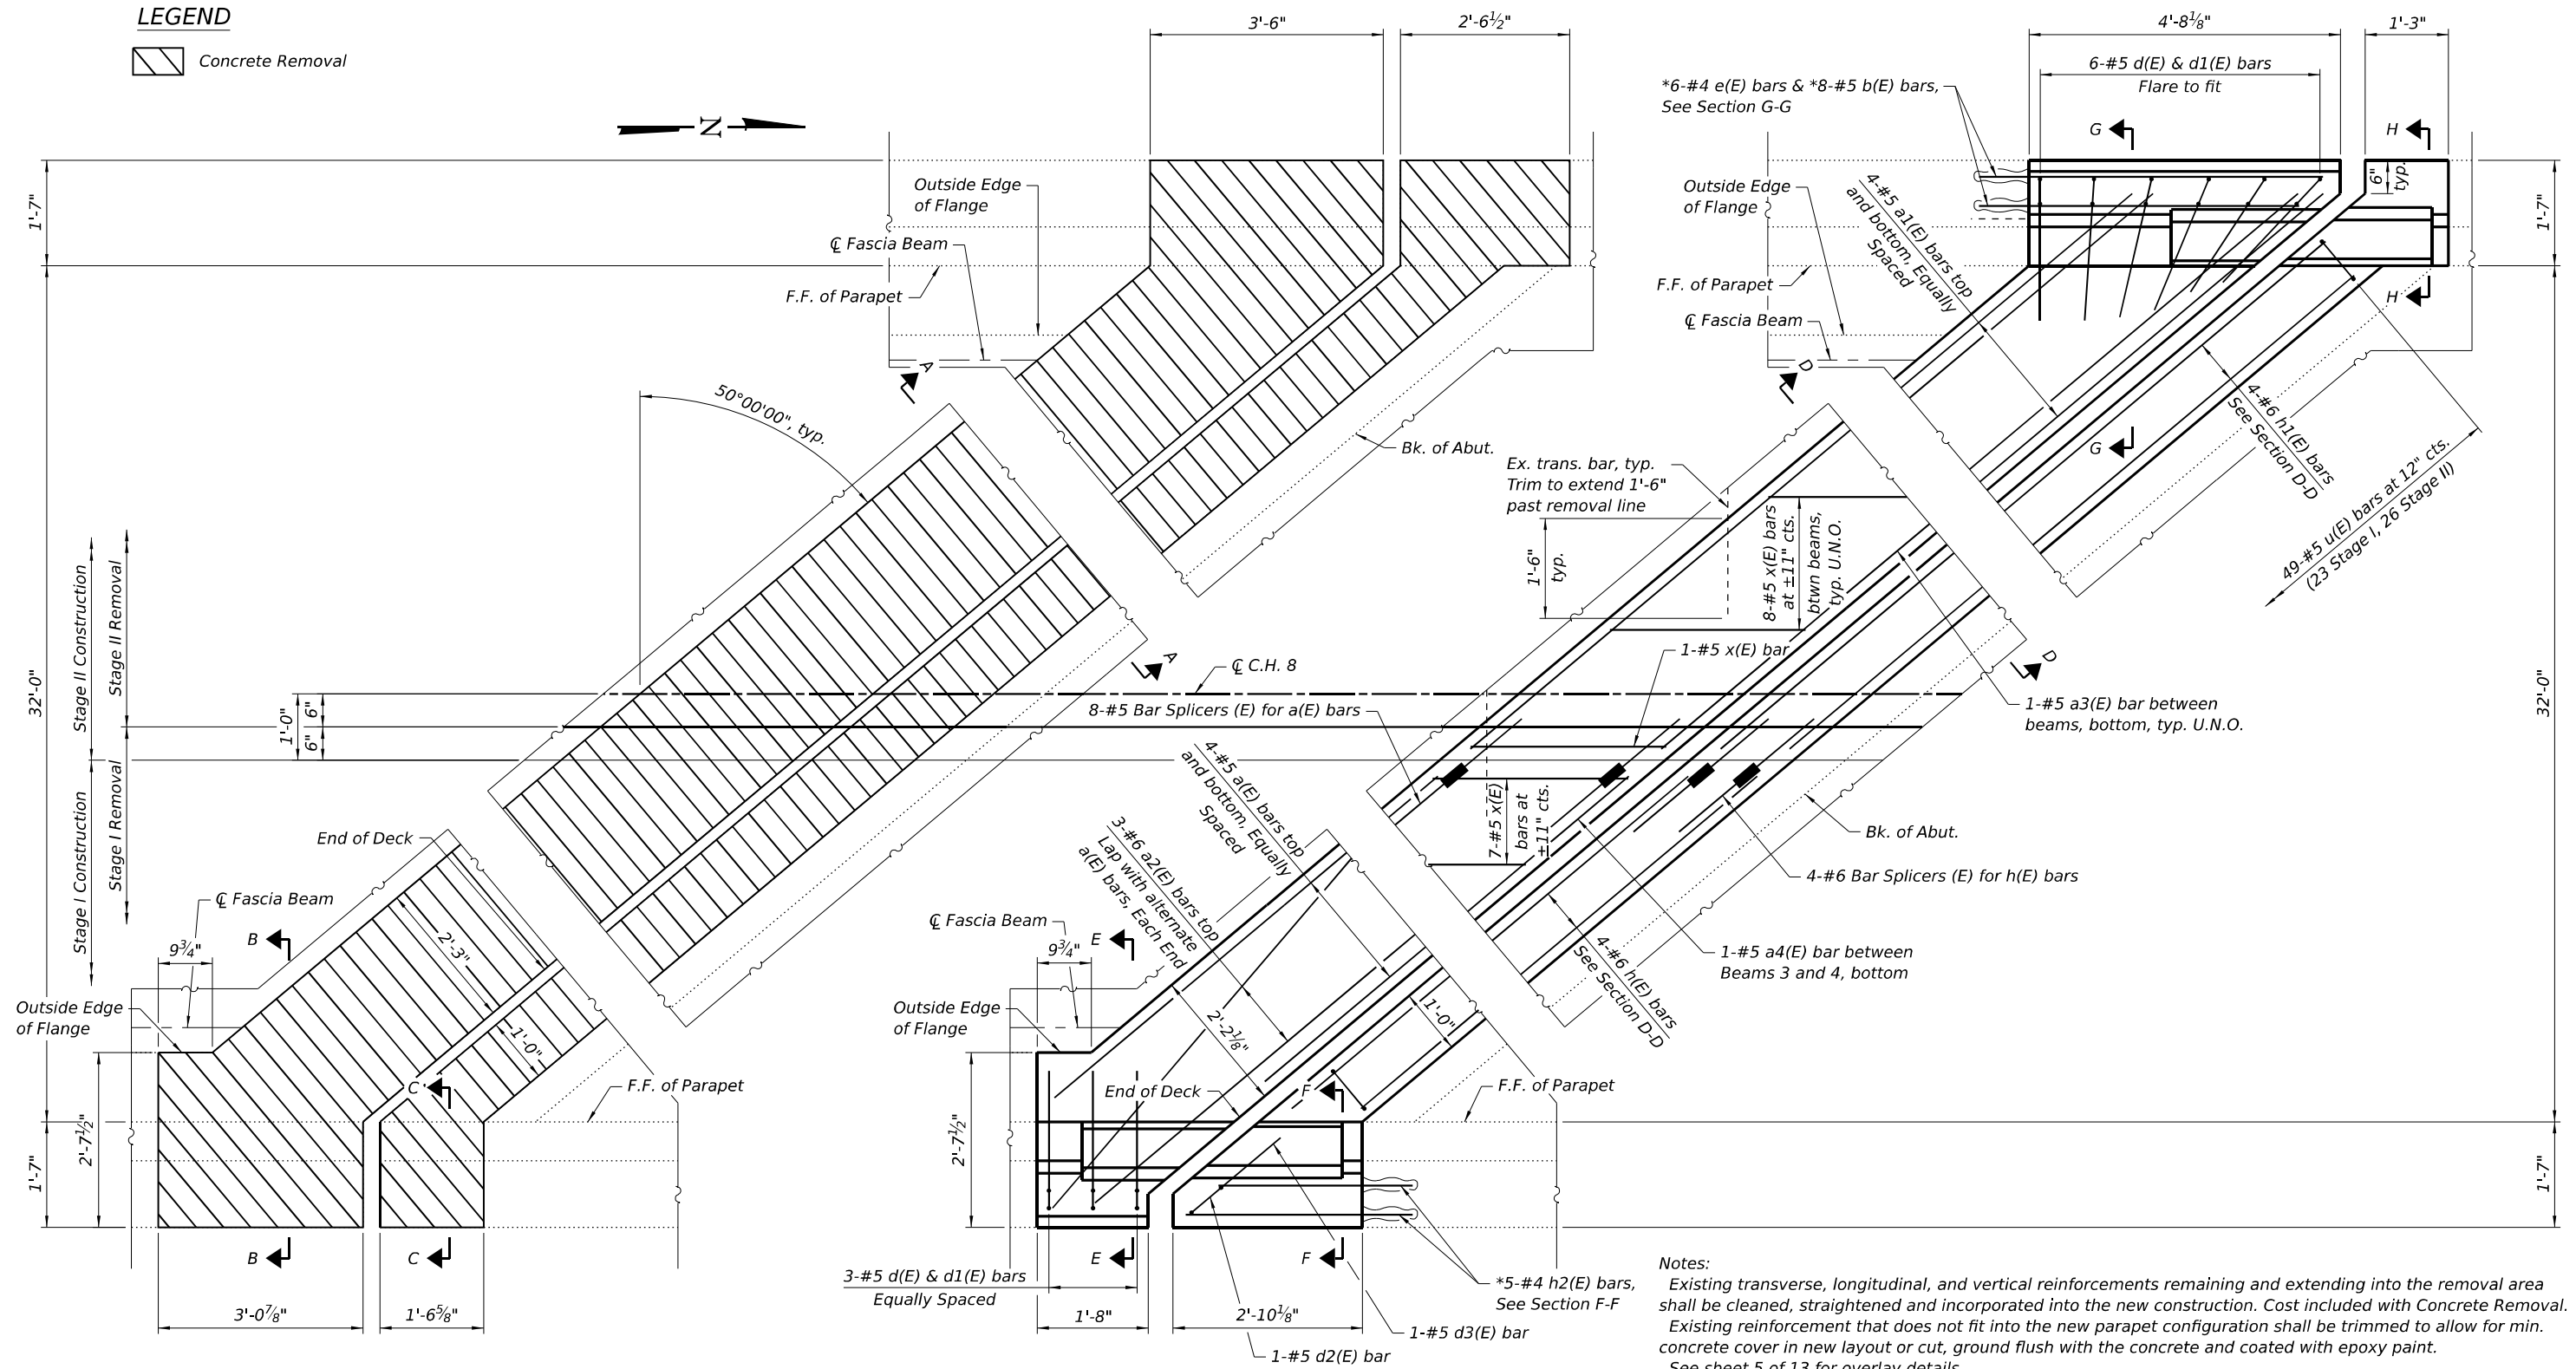 LEGEND
Concrete Removal
N
3'-6"
2'-6½"
1'-7"
32'-0"
1'-7"
2'-7½"
Outside Edge
of Flange
℄ Fascia Beam
F.F. of Parapet
A
50°00'00", typ.
Bk. of Abut.
A
℄ C.H. 8
Stage II Construction
Stage II Removal
Stage I Construction
Stage I Removal
1'-0"
6"
6"
End of Deck
℄ Fascia Beam
9¾"
B
Outside Edge
of Flange
2'-3"
1'-0"
C
F.F. of Parapet
B
C
3'-0⅞"
1'-6⅝"
4'-8⅛"
1'-3"
6-#5 d(E) & d1(E) bars
Flare to fit
*6-#4 e(E) bars & *8-#5 b(E) bars,
See Section G-G
G
H
6"
typ.
1'-7"
Outside Edge
of Flange
4-#5 a1(E) bars top
and bottom, Equally
Spaced
F.F. of Parapet
H
℄ Fascia Beam
D
G
4-#6 h1(E) bars
See Section D-D
49-#5 u(E) bars at 12" cts.
(23 Stage I, 26 Stage II)
Ex. trans. bar, typ.
Trim to extend 1'-6"
past removal line
1'-6"
typ.
8-#5 x(E) bars
at ±11" cts.
btwn beams,
typ. U.N.O.
1-#5 x(E) bar
D
8-#5 Bar Splicers (E) for a(E) bars
1-#5 a3(E) bar between
beams, bottom, typ. U.N.O.
32'-0"
7-#5 x(E)
bars at
±11" cts.
Bk. of Abut.
4-#6 Bar Splicers (E) for h(E) bars
4-#5 a(E) bars top
and bottom, Equally
Spaced
3-#6 a2(E) bars top
Lap with alternate
a(E) bars, Each End
1-#5 a4(E) bar between
Beams 3 and 4, bottom
4-#6 h(E) bars
See Section D-D
℄ Fascia Beam
E
9¾"
Outside Edge
of Flange
2'-2⅛"
1'-0"
End of Deck
F
F.F. of Parapet
2'-7½"
1'-7"
E
F
3-#5 d(E) & d1(E) bars
Equally Spaced
1'-8"
2'-10⅛"
*5-#4 h2(E) bars,
See Section F-F
1-#5 d3(E) bar
1-#5 d2(E) bar
Notes:
Existing transverse, longitudinal, and vertical reinforcements remaining and extending into the removal area
shall be cleaned, straightened and incorporated into the new construction. Cost included with Concrete Removal.
Existing reinforcement that does not fit into the new parapet configuration shall be trimmed to allow for min.
concrete cover in new layout or cut, ground flush with the concrete and coated with epoxy paint.
See sheet 5 of 13 for overlay details